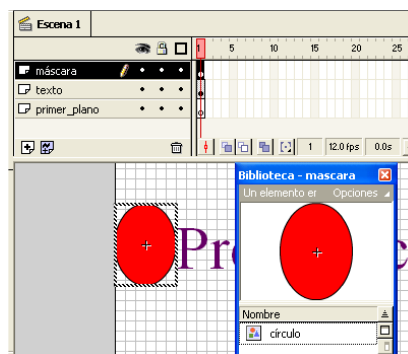 Escena 1
1 5 10 15 20 25
máscara
texto
primer_plano
1 12.0 fps 0.0s
Biblioteca - mascara
Un elemento er Opciones
Pr c
Nombre
círculo